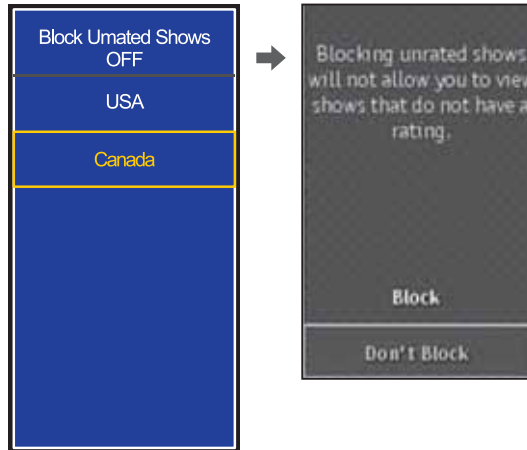 Block Umated Shows
OFF
USA
Canada
Blocking unrated shows
will not allow you to view
shows that do not have a
rating.
Block
Don't Block